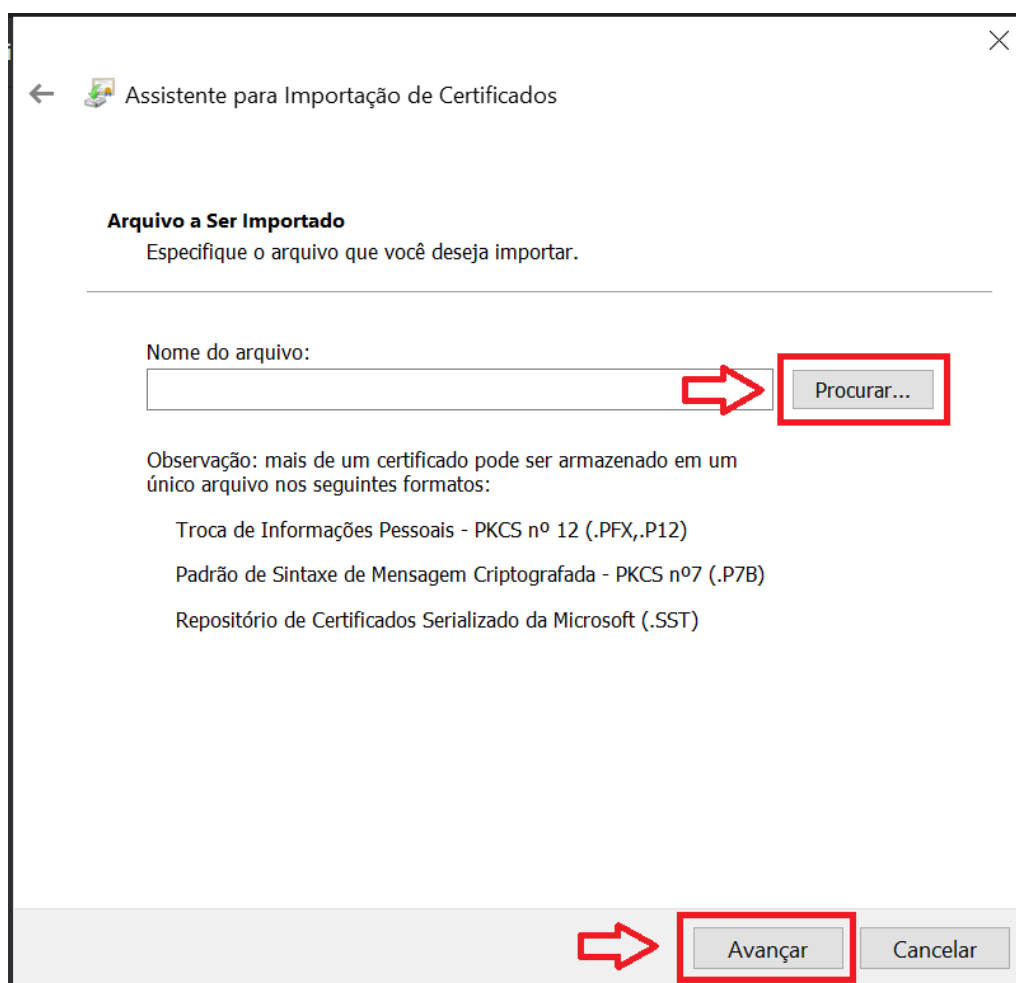 Assistente para Importação de Certificados
Arquivo a Ser Importado
Especifique o arquivo que você deseja importar.
Nome do arquivo:
Procurar...
Observação: mais de um certificado pode ser armazenado em um
único arquivo nos seguintes formatos:
Troca de Informações Pessoais - PKCS nº 12 (.PFX,.P12)
Padrão de Sintaxe de Mensagem Criptografada - PKCS nº7 (.P7B)
Repositório de Certificados Serializado da Microsoft (.SST)
Avançar
Cancelar